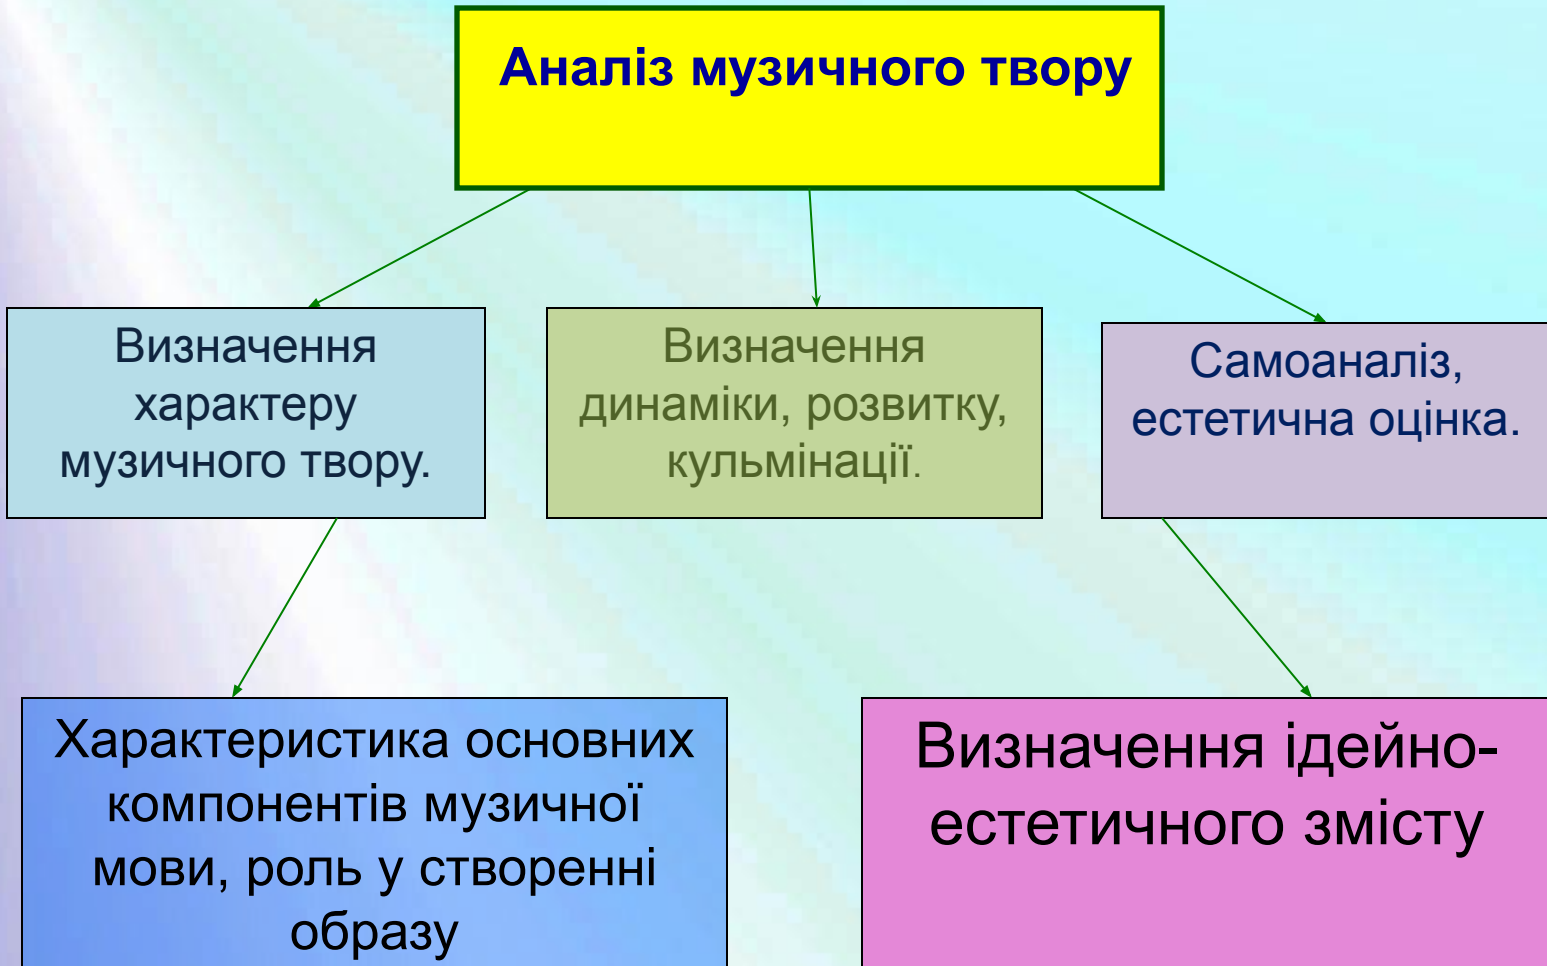 Аналіз музичного твору
Визначення
характеру
музичного твору.
Визначення
динаміки, розвитку,
кульмінації.
Самоаналіз,
естетична оцінка.
Характеристика основних
компонентів музичної
мови, роль у створенні
образу
Визначення ідейно-
естетичного змісту